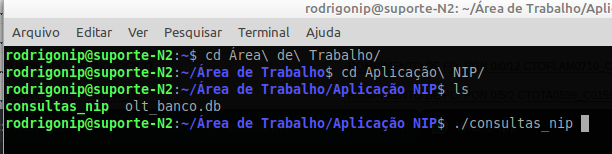 rodrigonip@suporte-N2: ~/Área de Trabalho/Aplic
Arquivo Editar Ver Pesquisar Terminal Ajuda
rodrigonip@suporte-N2:~$ cd Área\ de\ Trabalho/
rodrigonip@suporte-N2:~/Área de Trabalho$ cd Aplicação\ NIP/
rodrigonip@suporte-N2:~/Área de Trabalho/Aplicação NIP$ ls
consultas_nip olt_banco.db
rodrigonip@suporte-N2:~/Área de Trabalho/Aplicação NIP$ ./consultas_nip